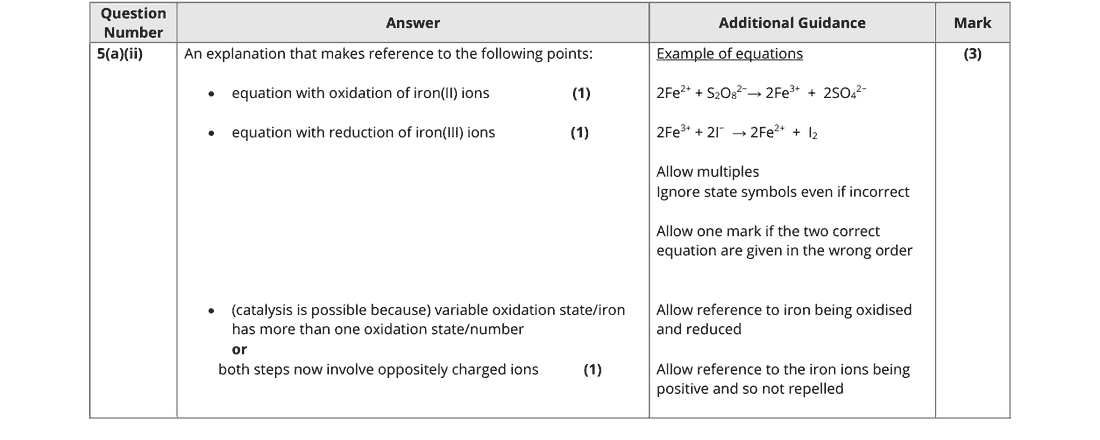 Question Number	Answer	Additional Guidance	Mark
5(a)(ii)	An explanation that makes reference to the following points:	Example of equations	(3)
• equation with oxidation of iron(II) ions (1)	2Fe²⁺ + S₂O₈²⁻→ 2Fe³⁺ + 2SO₄²⁻
• equation with reduction of iron(III) ions (1)	2Fe³⁺ + 2I⁻ → 2Fe²⁺ + I₂
Allow multiples
Ignore state symbols even if incorrect
Allow one mark if the two correct
equation are given in the wrong order
• (catalysis is possible because) variable oxidation state/iron	Allow reference to iron being oxidised
has more than one oxidation state/number	and reduced
or
both steps now involve oppositely charged ions (1)	Allow reference to the iron ions being
positive and so not repelled